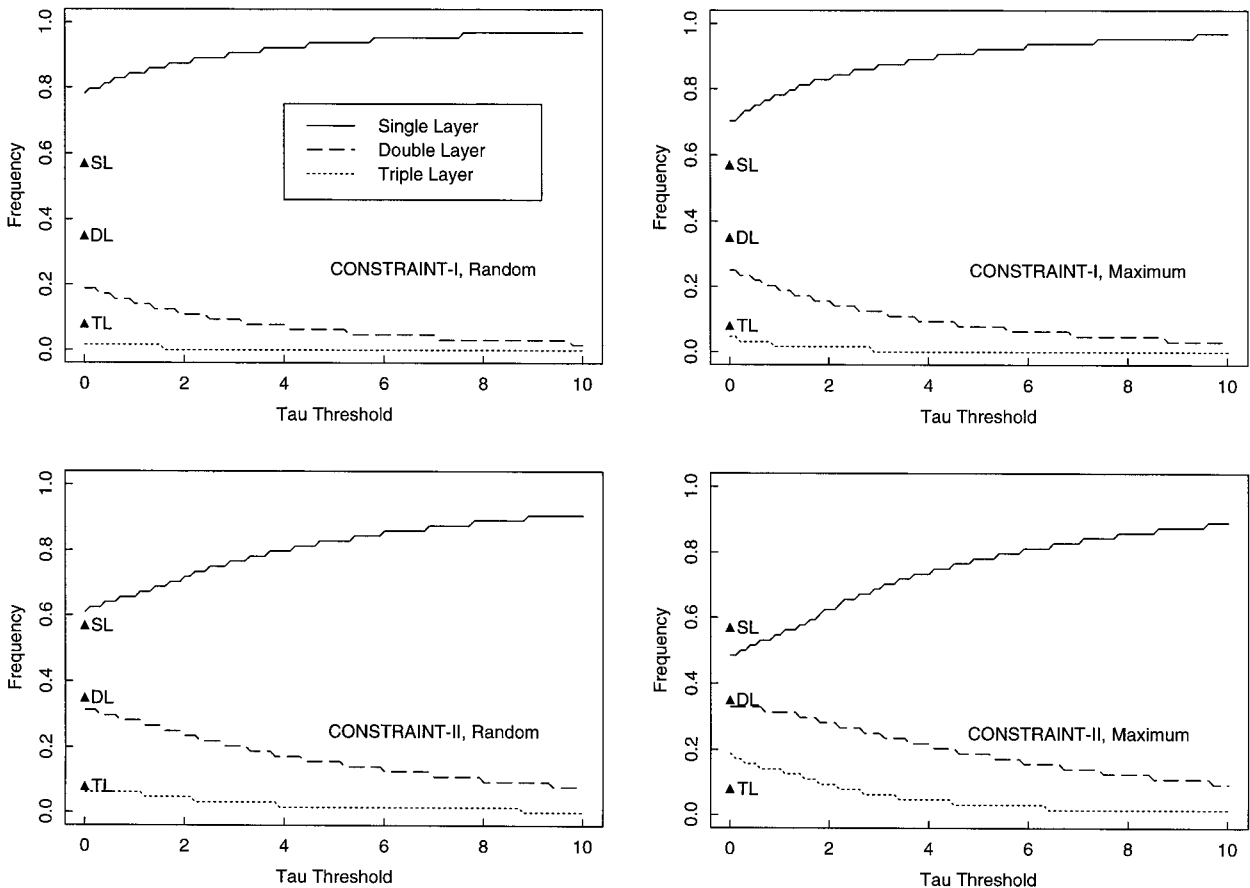 Frequency
1.0
0.8
0.6
0.4
0.2
0.0
▲SL
▲DL
▲TL
Single Layer
Double Layer
Triple Layer
CONSTRAINT-I, Random
0 2 4 6 8 10
Tau Threshold
Frequency
1.0
0.8
0.6
0.4
0.2
0.0
▲SL
▲DL
▲TL
CONSTRAINT-I, Maximum
0 2 4 6 8 10
Tau Threshold
Frequency
1.0
0.8
0.6
0.4
0.2
0.0
▲SL
▲DL
▲TL
CONSTRAINT-II, Random
0 2 4 6 8 10
Tau Threshold
Frequency
1.0
0.8
0.6
0.4
0.2
0.0
▲SL
▲DL
▲TL
CONSTRAINT-II, Maximum
0 2 4 6 8 10
Tau Threshold